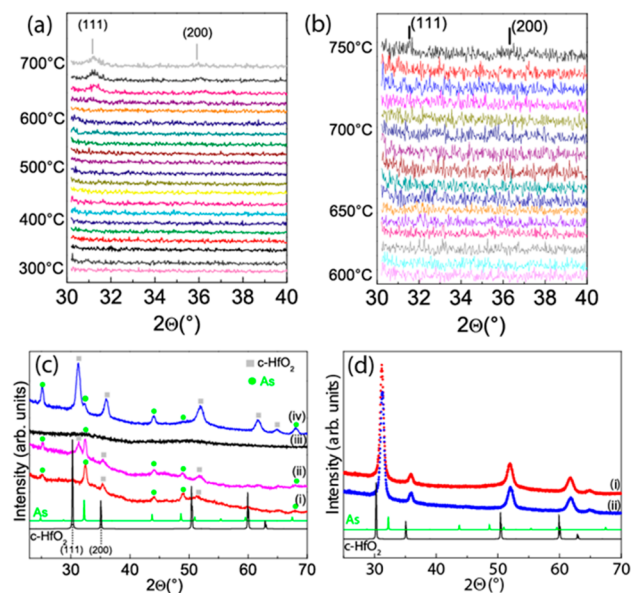 (a)
(111)
(200)
700°C
600°C
500°C
400°C
300°C
30 32 34 36 38 40
2Θ(°)
(b)
(111)
(200)
750°C
700°C
650°C
600°C
30 32 34 36 38 40
2Θ(°)
(c)
c-HfO2
As
Intensity (arb. units)
(iv)
(iii)
(ii)
(i)
As
c-HfO2
(111) (200)
30 40 50 60 70
2Θ(°)
(d)
Intensity (arb. units)
(i)
(ii)
As
c-HfO2
30 40 50 60 70
2Θ(°)